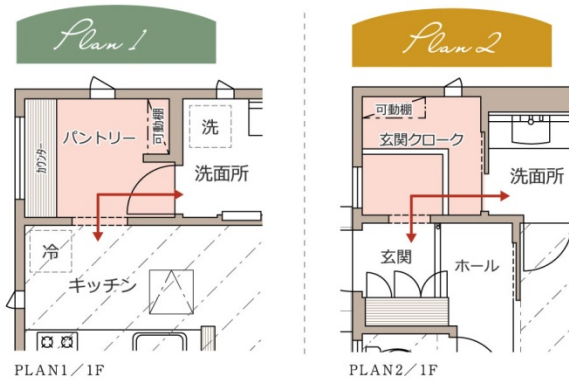 Plan 1
パントリー
可動棚
カウンター
洗
洗面所
冷
キッチン
PLAN1/1F
Plan 2
可動棚
玄関クローク
洗面所
玄関
ホール
PLAN2/1F